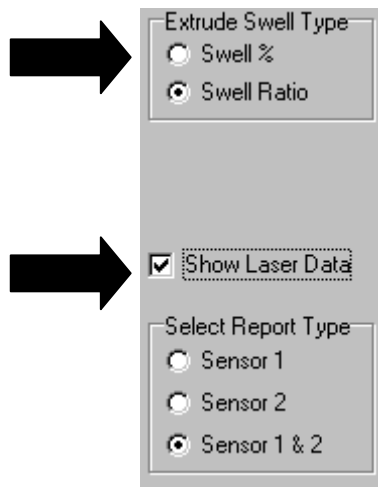 Extrude Swell Type
Swell %
Swell Ratio
Show Laser Data
Select Report Type
Sensor 1
Sensor 2
Sensor 1 & 2